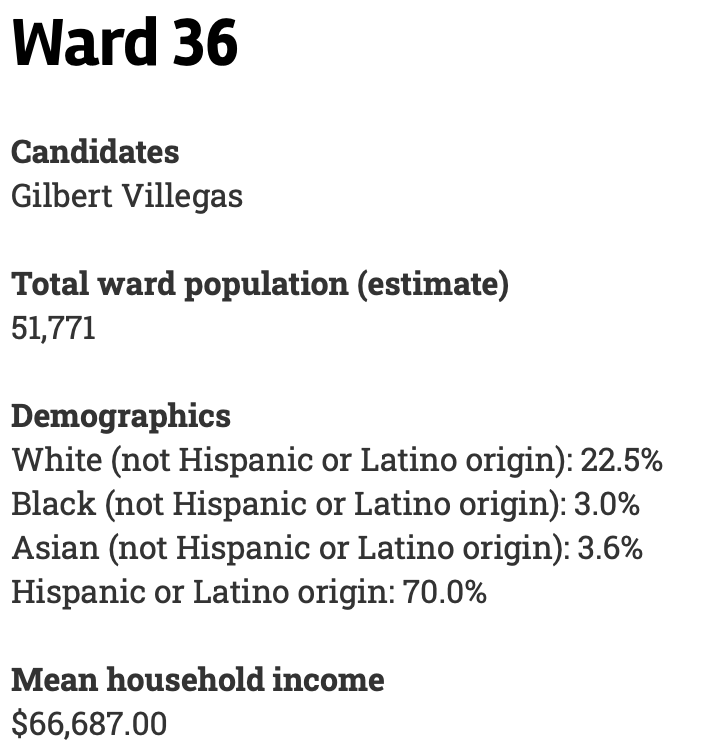 Ward 36
Candidates
Gilbert Villegas
Total ward population (estimate)
51,771
Demographics
White (not Hispanic or Latino origin): 22.5%
Black (not Hispanic or Latino origin): 3.0%
Asian (not Hispanic or Latino origin): 3.6%
Hispanic or Latino origin: 70.0%
Mean household income
$66,687.00